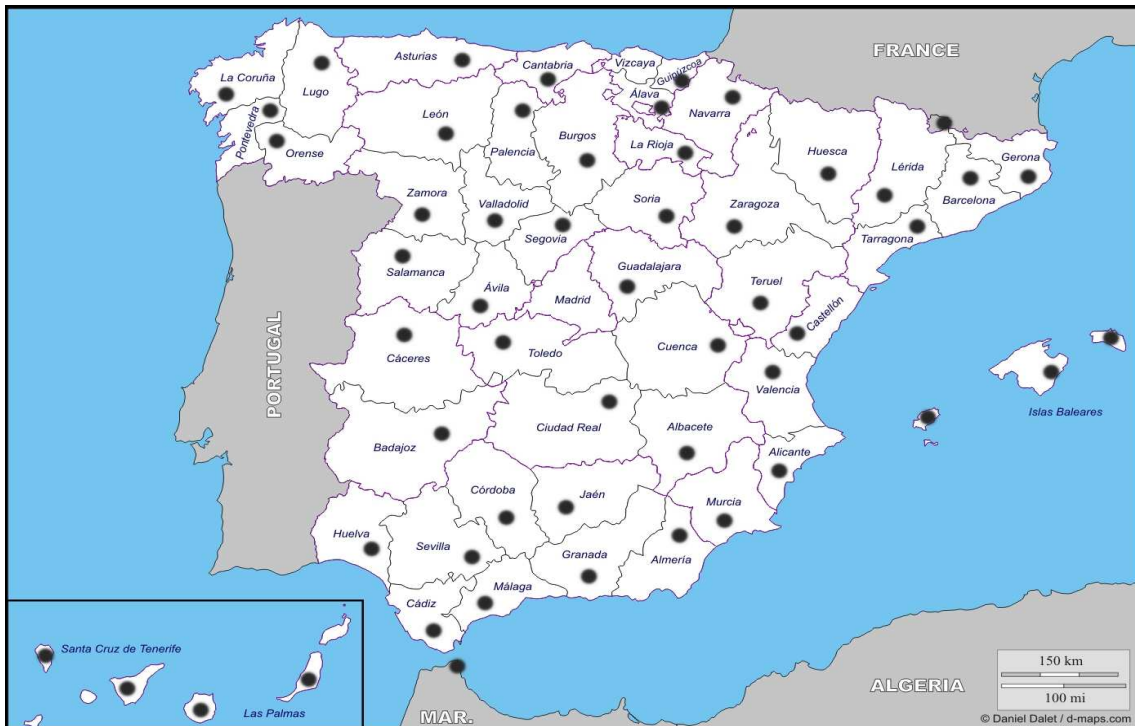 FRANCE
Asturias
Cantabria
Vizcaya
Guipúzcoa
La Coruña
Lugo
Álava
Navarra
León
Pontevedra
Burgos
Palencia
La Rioja
Orense
Huesca
Lérida
Gerona
Zamora
Valladolid
Soria
Zaragoza
Barcelona
Segovia
Tarragona
Salamanca
Guadalajara
Ávila
Madrid
Teruel
Castellón
PORTUGAL
Cáceres
Toledo
Cuenca
Valencia
Islas Baleares
Badajoz
Ciudad Real
Albacete
Alicante
Córdoba
Jaén
Murcia
Huelva
Sevilla
Granada
Almería
Málaga
Cádiz
Santa Cruz de Tenerife
Las Palmas
MAR.
ALGERIA
150 km
100 mi
© Daniel Dalet / d-maps.com